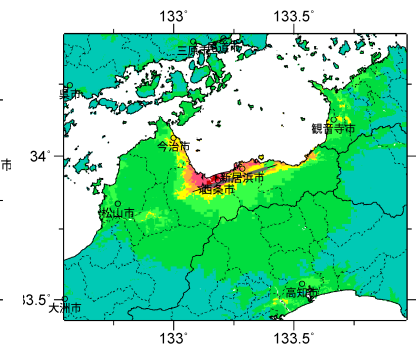 133° 133.5°
三原市
呉市
観音寺市
今治市
市
34°
新居浜市
西条市
松山市
高知市
33.5°
大洲市
133° 133.5°